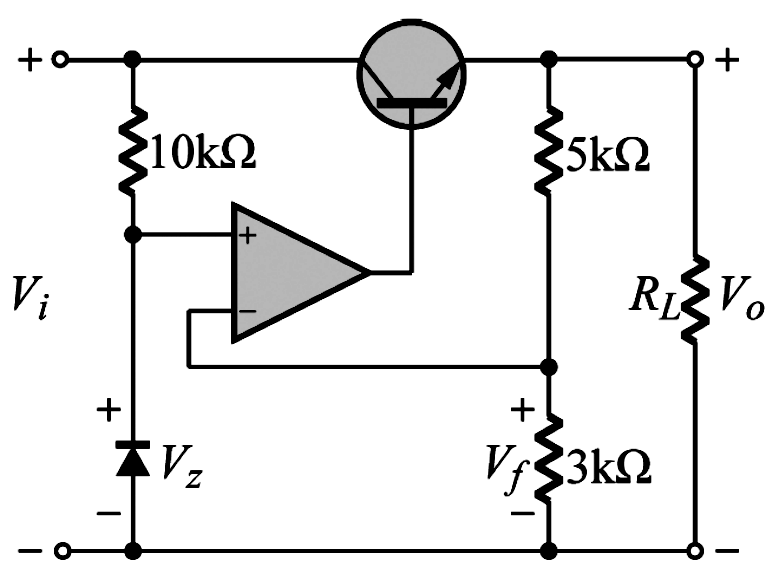 +
+
10kΩ
5kΩ
+
V_i
R_L
V_o
−
+
V_z
−
+
V_f
3kΩ
−
−
−